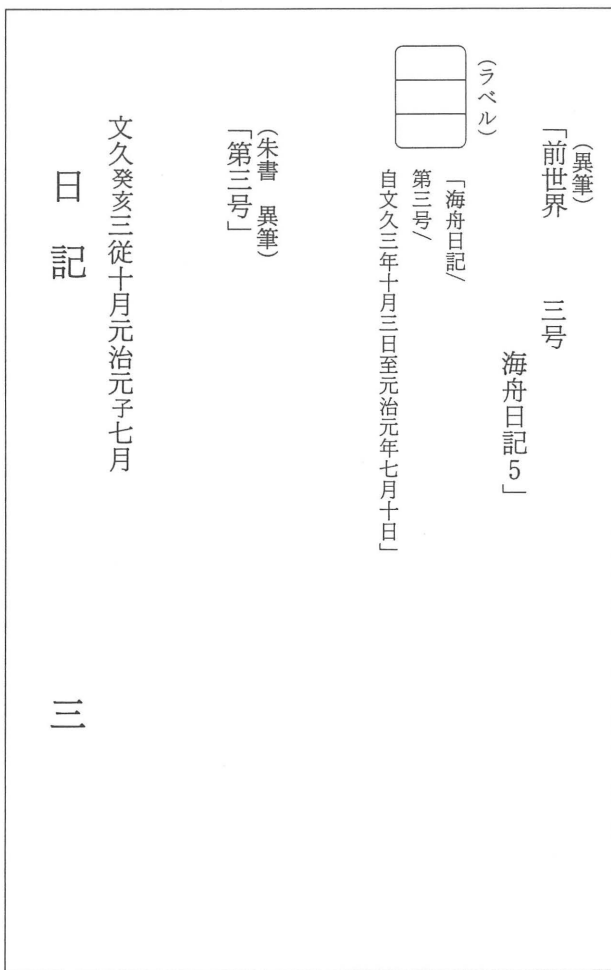 （異筆）
「前世界　三号
海舟日記５」
（ラベル）
「海舟日記/
第三号/
自文久三年十月三日至元治元年七月十日」
（朱書　異筆）
「第三号」
文久癸亥三従十月元治元子七月
日記　三